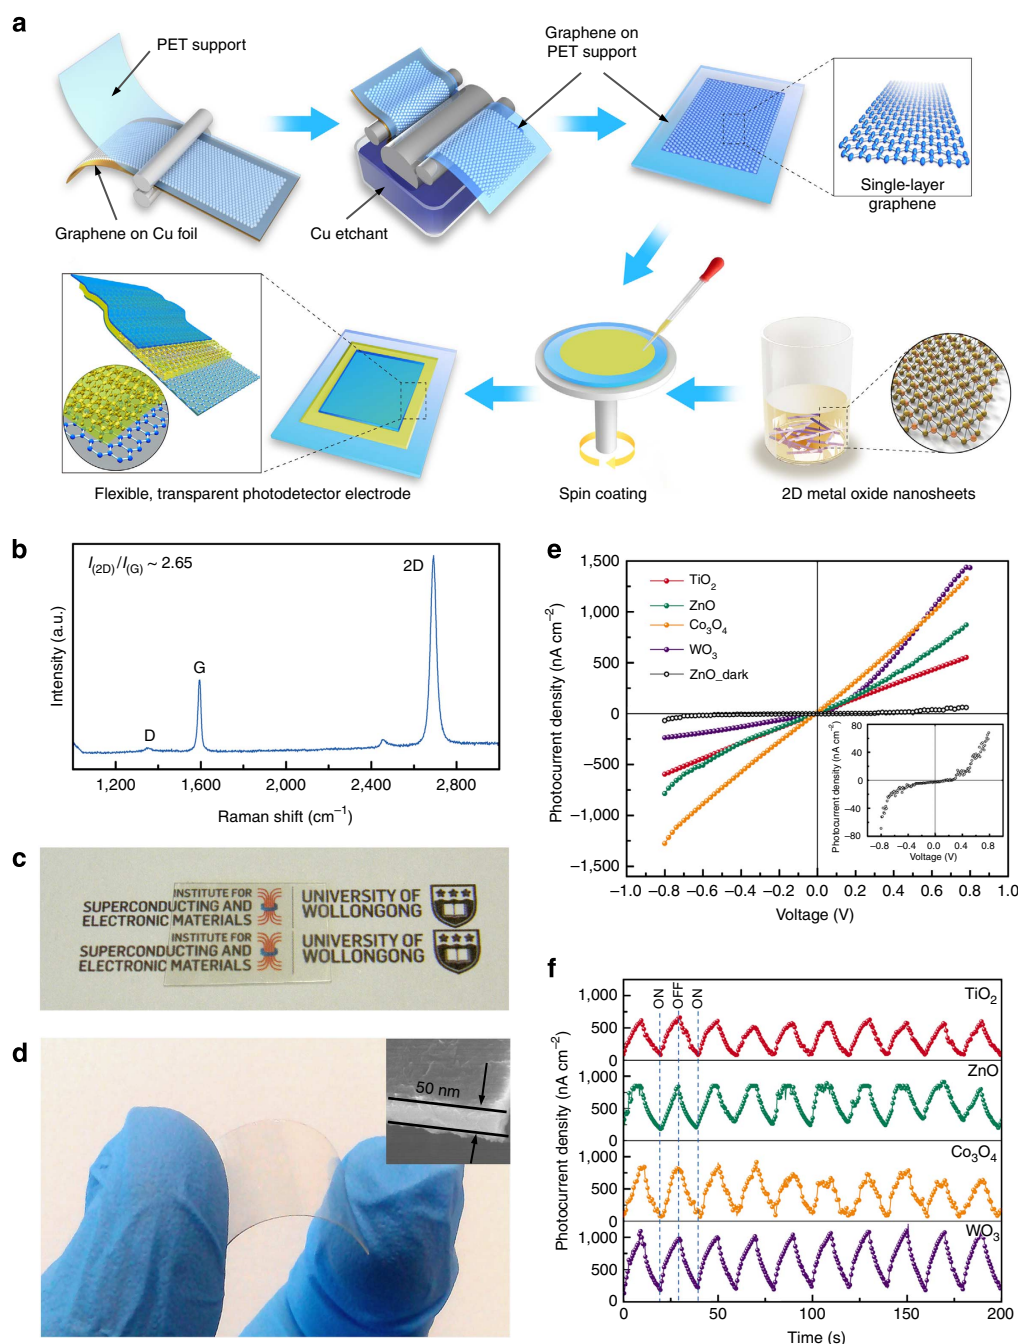 a
PET support
Graphene on
PET support
Graphene on Cu foil
Cu etchant
Single-layer
graphene
Flexible, transparent photodetector electrode
Spin coating
2D metal oxide nanosheets
b
I(2D)/I(G) ~ 2.65
2D
G
D
Intensity (a.u.)
1,200
1,600
2,000
2,400
2,800
Raman shift (cm⁻¹)
c
INSTITUTE FOR
SUPERCONDUCTING AND
ELECTRONIC MATERIALS
UNIVERSITY OF
WOLLONGONG
INSTITUTE FOR
SUPERCONDUCTING AND
ELECTRONIC MATERIALS
UNIVERSITY OF
WOLLONGONG
d
50 nm
e
Photocurrent density (nA cm⁻²)
1,500
1,000
500
0
−500
−1,000
−1,500
TiO₂
ZnO
Co₃O₄
WO₃
ZnO_dark
−1.0
−0.8
−0.6
−0.4
−0.2
0.0
0.2
0.4
0.6
0.8
1.0
Voltage (V)
Photocurrent density (nA cm⁻²)
80
40
0
−40
−80
−0.8
−0.4
0.0
0.4
0.8
Voltage (V)
f
Photocurrent density (nA cm⁻²)
ON
OFF
ON
1,000
500
0
TiO₂
1,000
500
0
ZnO
1,000
500
0
Co₃O₄
1,000
500
0
WO₃
0
50
100
150
200
Time (s)